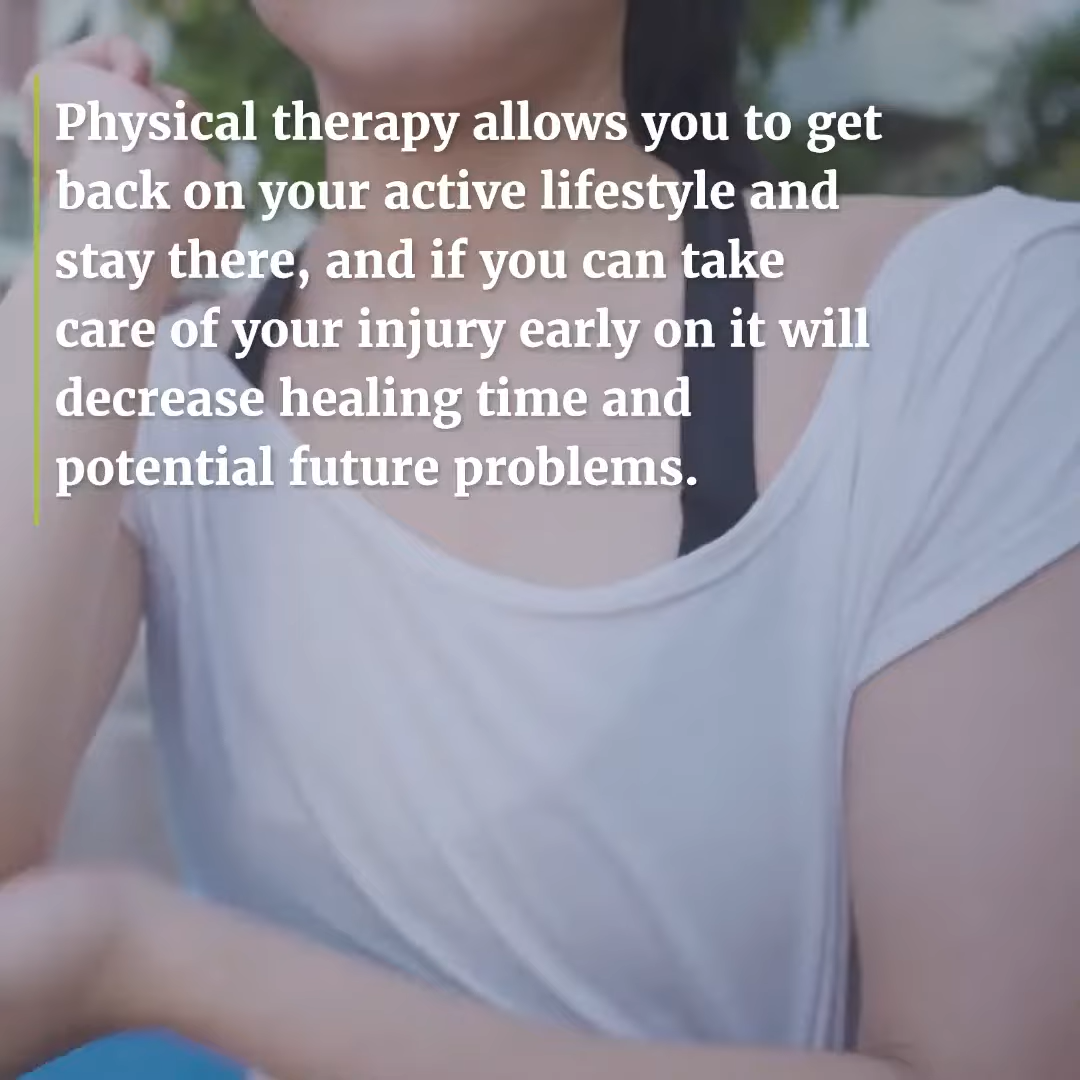 Physical therapy allows you to get
back on your active lifestyle and
stay there, and if you can take
care of your injury early on it will
decrease healing time and
potential future problems.